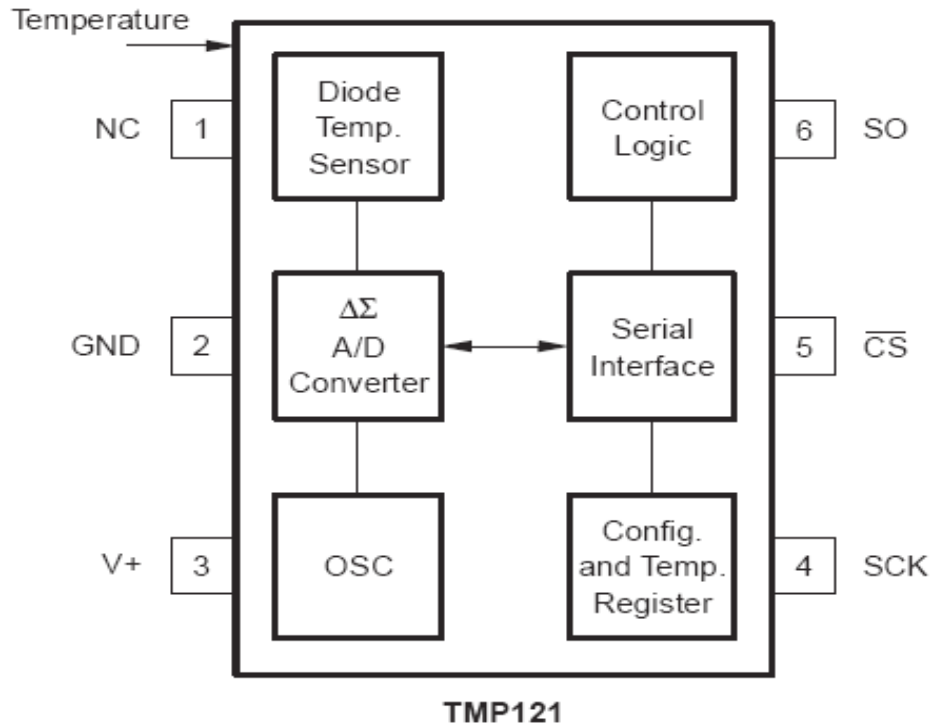 Temperature
NC
1
Diode
Temp.
Sensor
Control
Logic
6
SO
GND
2
ΔΣ
A/D
Converter
Serial
Interface
5
C̅S̅
V+
3
OSC
Config.
and Temp.
Register
4
SCK
TMP121